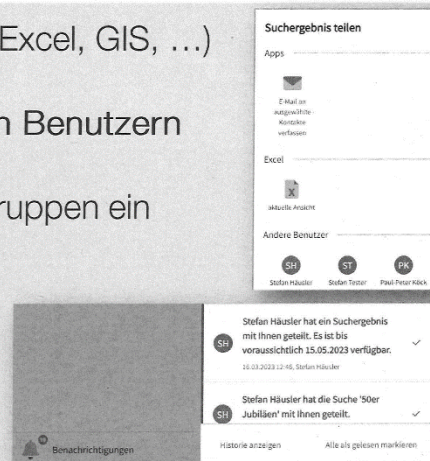 Excel, GIS, ...)
n Benutzern
ruppen ein
Suchergebnis teilen
Apps
E-Mail an
ausgewählte
Kontakte
verfassen
Excel
X
aktuelle Ansicht
Andere Benutzer
SH
ST
PK
Stefan Häusler
Stefan Tester
Paul-Peter Köck
SH
Stefan Häusler hat ein Suchergebnis
mit Ihnen geteilt. Es ist bis
voraussichtlich 15.05.2023 verfügbar.
16.03.2023 12:46, Stefan Häusler
SH
Stefan Häusler hat die Suche '50er
Jubiläen' mit Ihnen geteilt.
Benachrichtigungen
Historie anzeigen
Alle als gelesen markieren